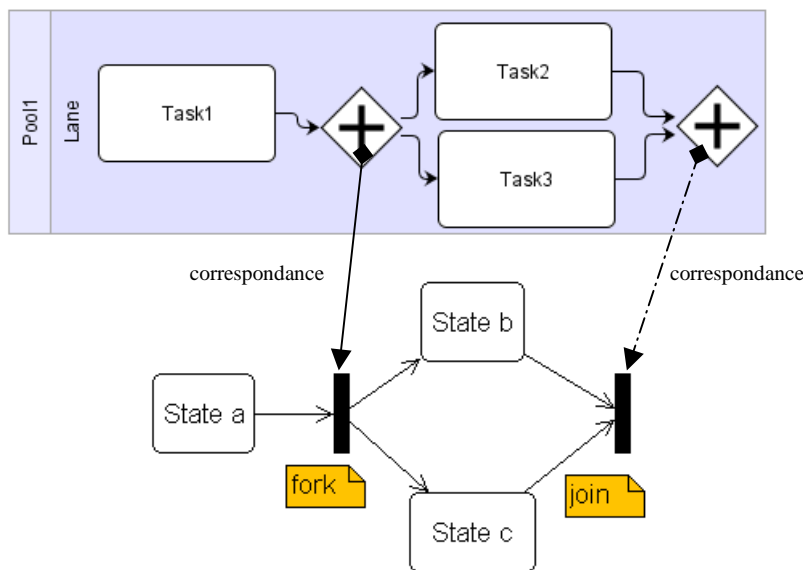 Pool1
Lane
Task1
Task2
Task3
correspondance
correspondance
State a
State b
State c
fork
join